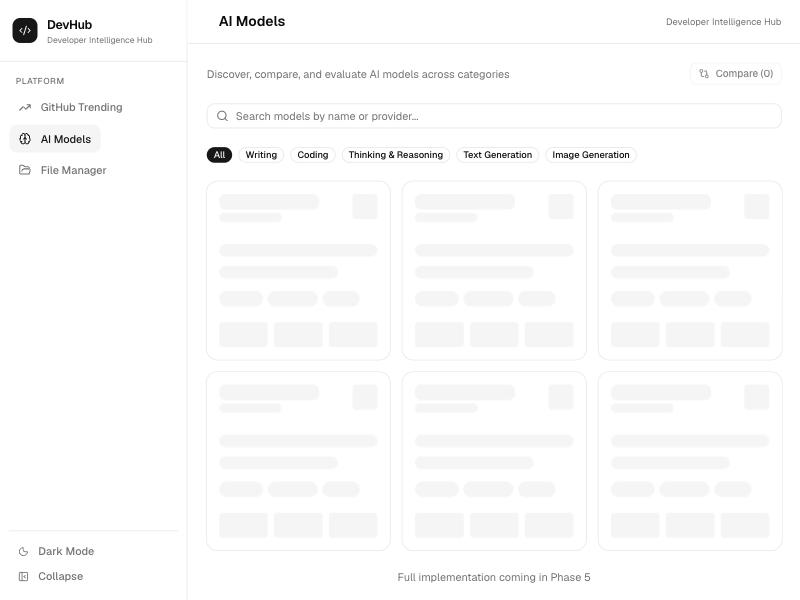 DevHub
Developer Intelligence Hub
PLATFORM
GitHub Trending
AI Models
File Manager
Dark Mode
Collapse
AI Models
Developer Intelligence Hub
Discover, compare, and evaluate AI models across categories
Compare (0)
Search models by name or provider...
All
Writing
Coding
Thinking & Reasoning
Text Generation
Image Generation
Full implementation coming in Phase 5